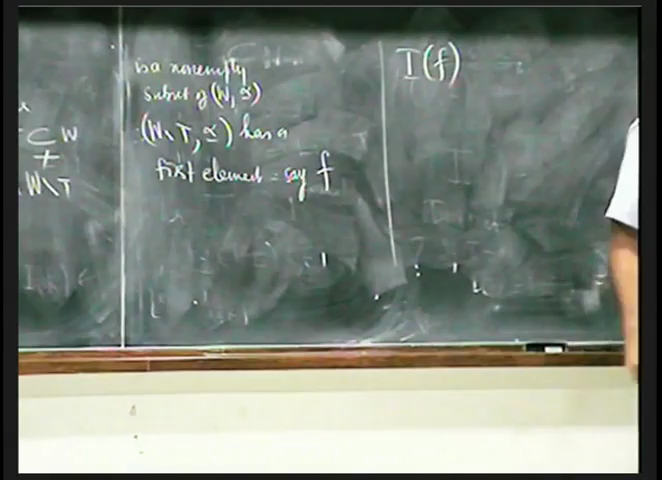 ⊂ W
≠
W\T
is a nonempty
subset of (W, ≾)
∴ (W\T, ≾) has a
first element = say f
I(f)